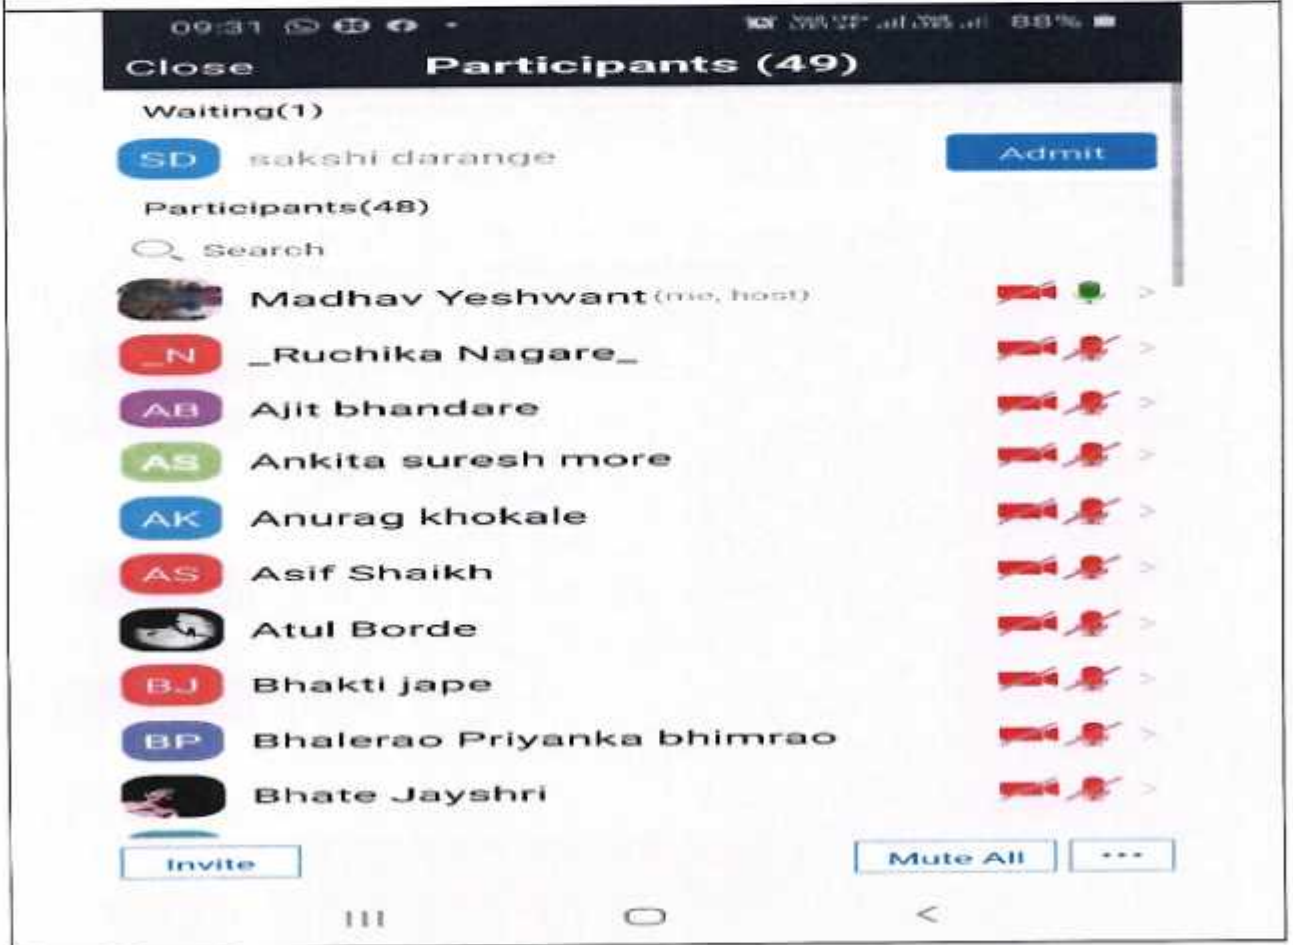 09:31 88%
Close Participants (49)
Waiting(1)
SD sakshi darange Admit
Participants(48)
Search
Madhav Yeshwant (me, host)
_N _Ruchika Nagare_
AB Ajit bhandare
AS Ankita suresh more
AK Anurag khokale
AS Asif Shaikh
Atul Borde
BJ Bhakti jape
BP Bhalerao Priyanka bhimrao
Bhate Jayshri
Invite Mute All ...